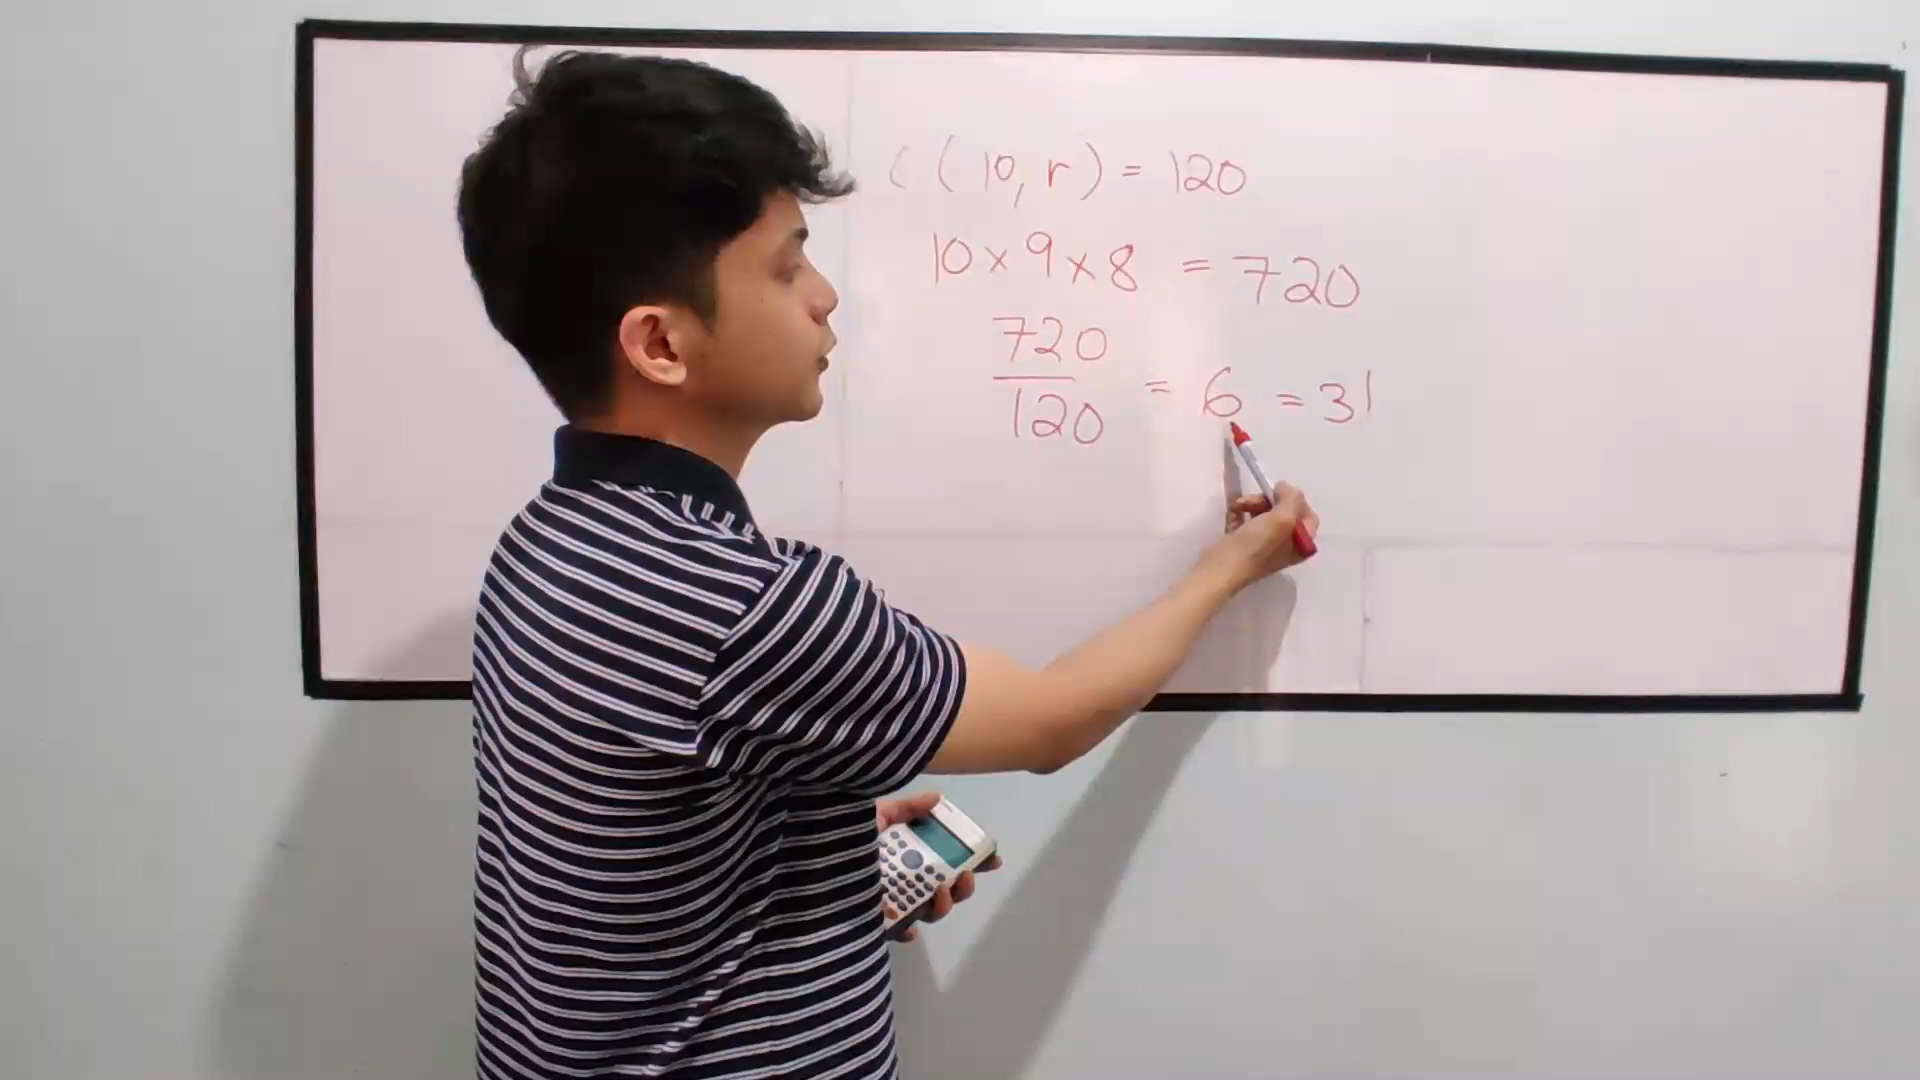 C(10, r) = 120
10 × 9 × 8 = 720
720
120
= 6 = 3!